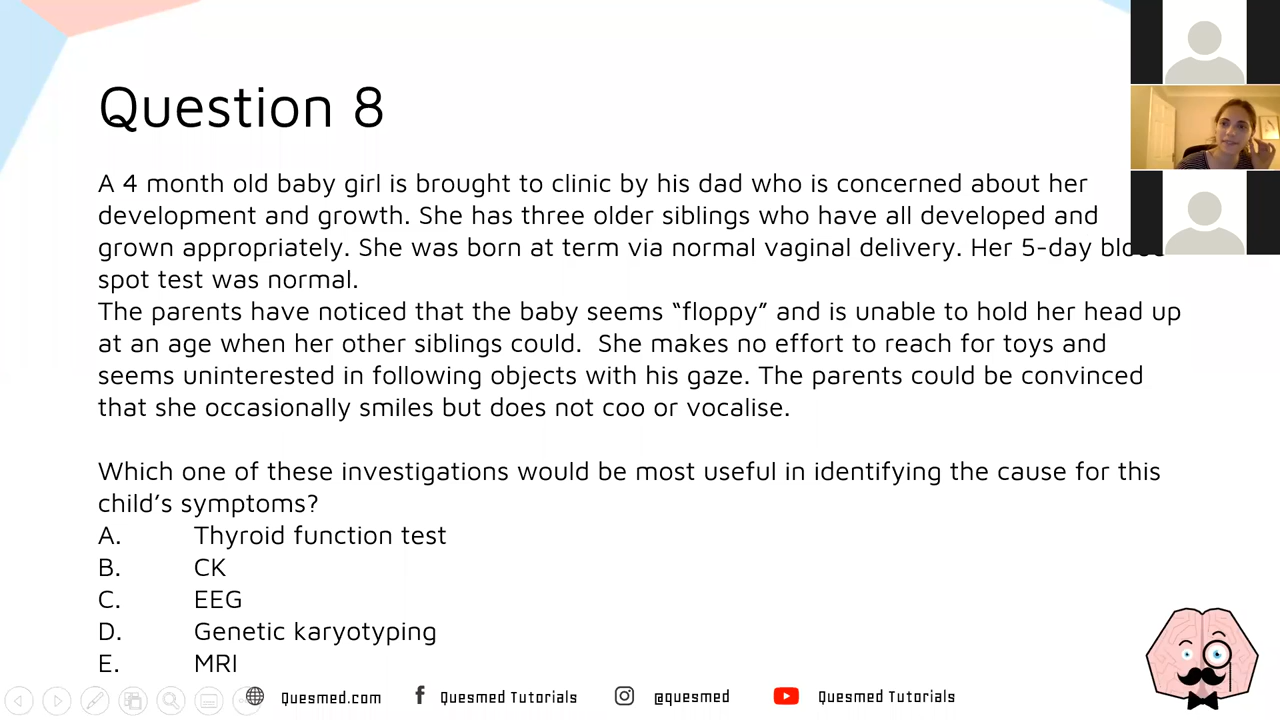 Question 8
A 4 month old baby girl is brought to clinic by his dad who is concerned about her
development and growth. She has three older siblings who have all developed and
grown appropriately. She was born at term via normal vaginal delivery. Her 5-day
spot test was normal.
The parents have noticed that the baby seems “floppy” and is unable to hold her head up
at an age when her other siblings could. She makes no effort to reach for toys and
seems uninterested in following objects with his gaze. The parents could be convinced
that she occasionally smiles but does not coo or vocalise.
Which one of these investigations would be most useful in identifying the cause for this
child’s symptoms?
A. Thyroid function test
B. CK
C. EEG
D. Genetic karyotyping
E. MRI
Quesmed.com Quesmed Tutorials @quesmed Quesmed Tutorials